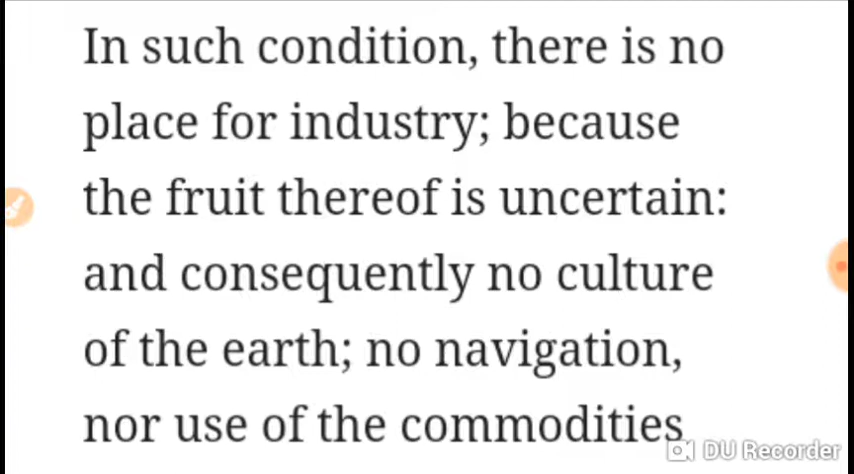 In such condition, there is no
place for industry; because
the fruit thereof is uncertain:
and consequently no culture
of the earth; no navigation,
nor use of the commodities
DU Recorder